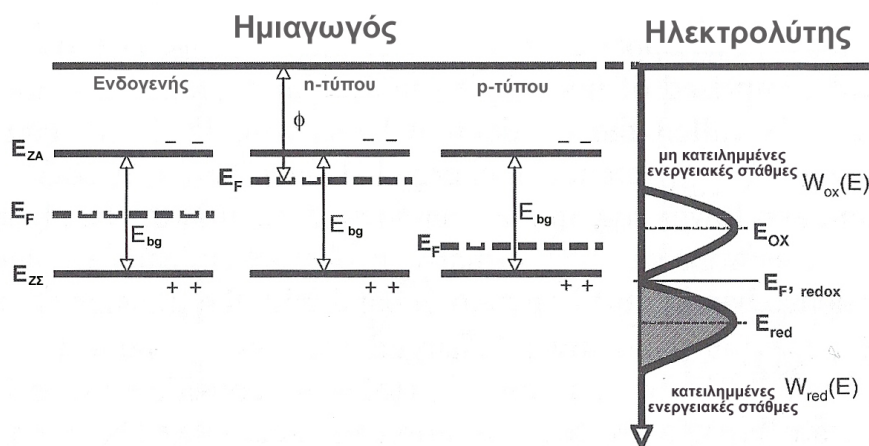 Ημιαγωγός
Ηλεκτρολύτης
Ενδογενής
n-τύπου
p-τύπου
ϕ
– –
– –
– –
E_ZA
E_F
E_F
E_F
E_bg
E_bg
E_bg
E_ZΣ
+ +
+ +
+ +
μη κατειλημμένες
ενεργειακές στάθμες
W_ox(E)
E_OX
E_F, redox
E_red
κατειλημμένες
ενεργειακές στάθμες
W_red(E)